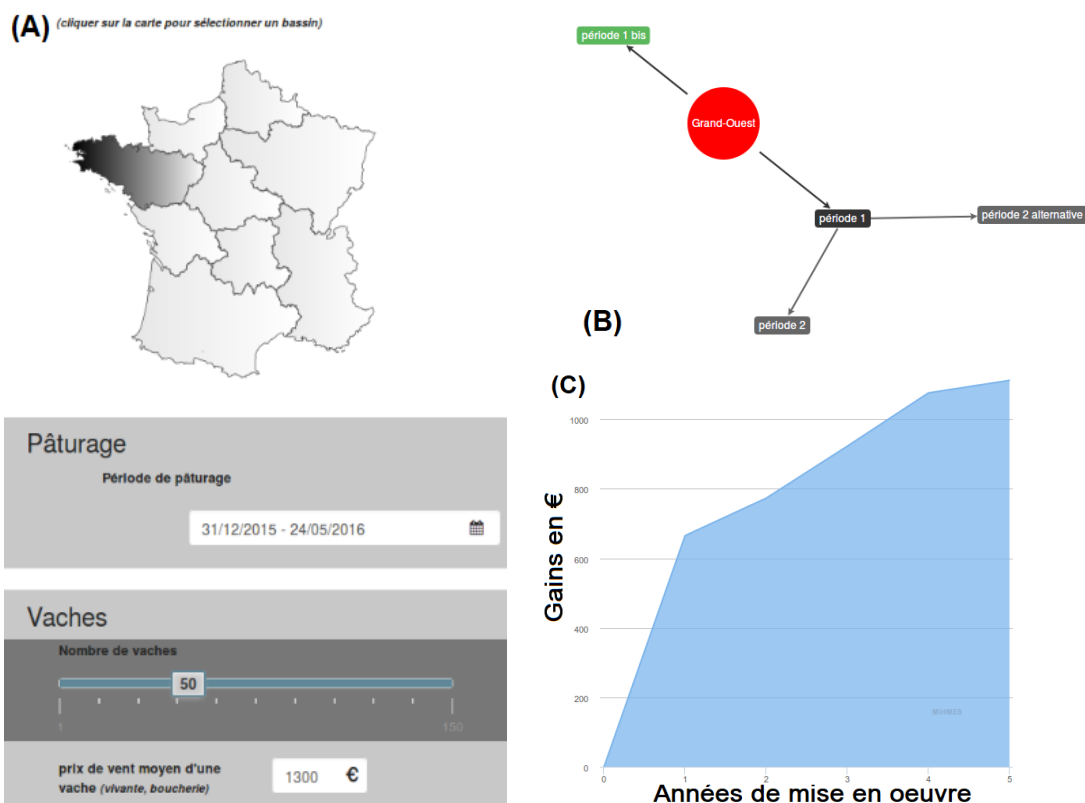 (A) (cliquer sur la carte pour sélectionner un bassin)
Pâturage
Période de pâturage
31/12/2015 - 24/05/2016
Vaches
Nombre de vaches
50
1 150
prix de vent moyen d'une
vache (vivante, boucherie)
1300 €
période 1 bis
Grand-Ouest
période 1
période 2 alternative
période 2
(B)
(C)
Gains en €
1000
800
600
400
200
0
MIHMES
0 1 2 3 4 5
Années de mise en oeuvre